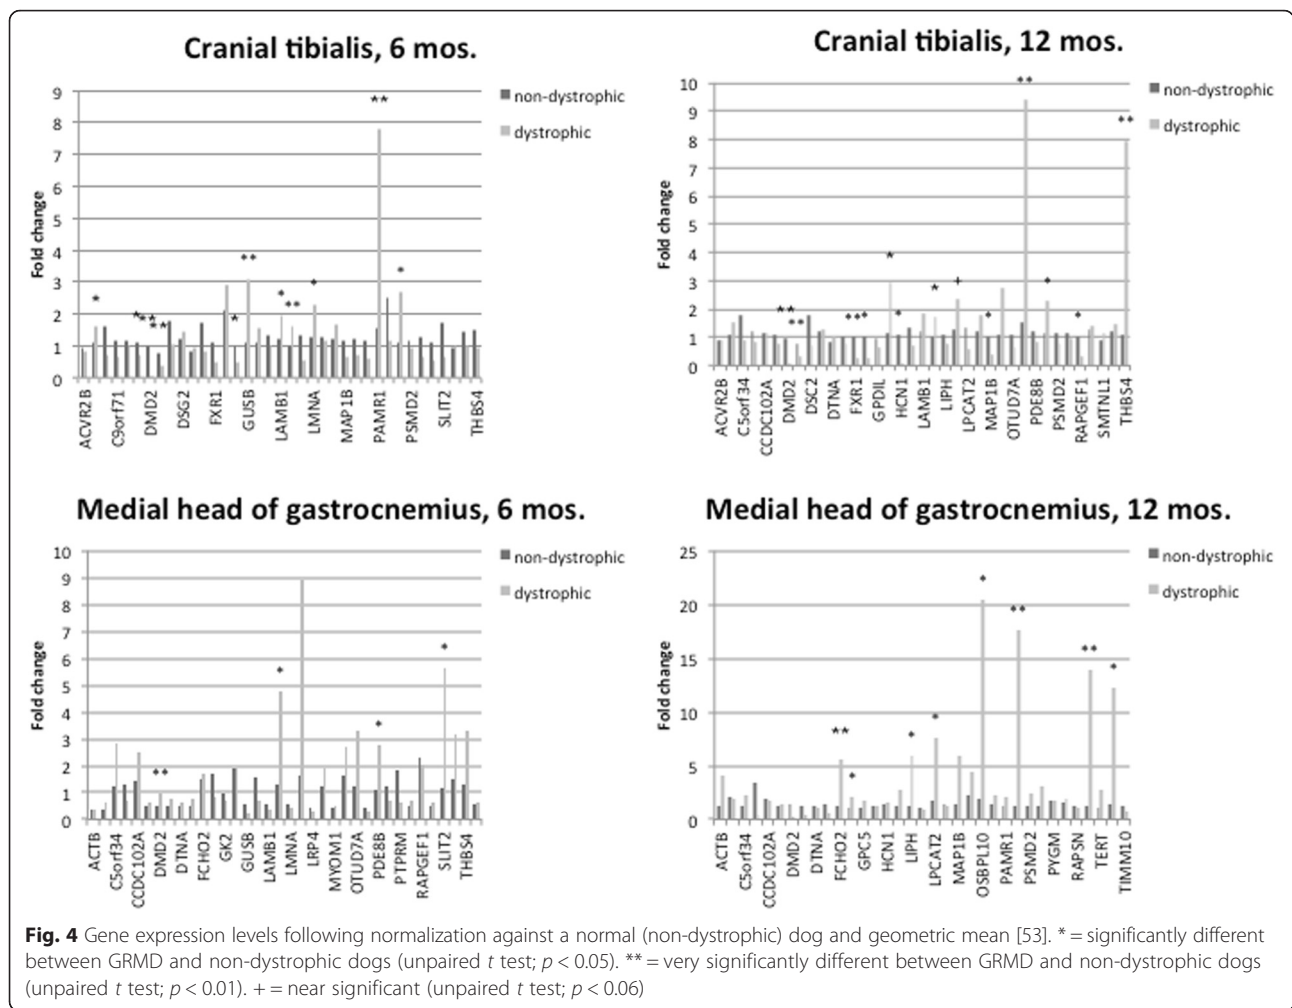 Cranial tibialis, 6 mos.
9
8
7
6
5
4
3
2
1
0
Fold change
non-dystrophic
dystrophic
**
*
*
**
**
*
**
*
**
*
*
ACVR2B
C9orf71
DMD2
DSG2
FXR1
GUSB
LAMB1
LMNA
MAP1B
PAMR1
PSMD2
SLIT2
THBS4
Cranial tibialis, 12 mos.
10
9
8
7
6
5
4
3
2
1
0
Fold change
non-dystrophic
dystrophic
**
**
**
**
**
*
*
*
*
+
*
*
*
ACVR2B
C5orf34
CCDC102A
DMD2
DSC2
DTNA
FXR1
GPDIL
HCN1
LAMB1
LIPH
LPCAT2
MAP1B
OTUD7A
PDE8B
PSMD2
RAPGEF1
SMTNL1
THBS4
Medial head of gastrocnemius, 6 mos.
10
9
8
7
6
5
4
3
2
1
0
Fold change
non-dystrophic
dystrophic
**
*
*
*
ACTB
C5orf34
CCDC102A
DMD2
DTNA
FCHO2
GK2
GUSB
LAMB1
LMNA
LRP4
MYOM1
OTUD7A
PDE8B
PTPRM
RAPGEF1
SLIT2
THBS4
Medial head of gastrocnemius, 12 mos.
25
20
15
10
5
0
Fold change
non-dystrophic
dystrophic
**
*
*
*
*
**
**
*
ACTB
C5orf34
CCDC102A
DMD2
DTNA
FCHO2
GPC5
HCN1
LIPH
LPCAT2
MAP1B
OSBPL10
PAMR1
PSMD2
PYGM
RAPSN
TERT
TIMM10
Fig. 4 Gene expression levels following normalization against a normal (non-dystrophic) dog and geometric mean [53]. * = significantly different
between GRMD and non-dystrophic dogs (unpaired t test; p < 0.05). ** = very significantly different between GRMD and non-dystrophic dogs
(unpaired t test; p < 0.01). + = near significant (unpaired t test; p < 0.06)